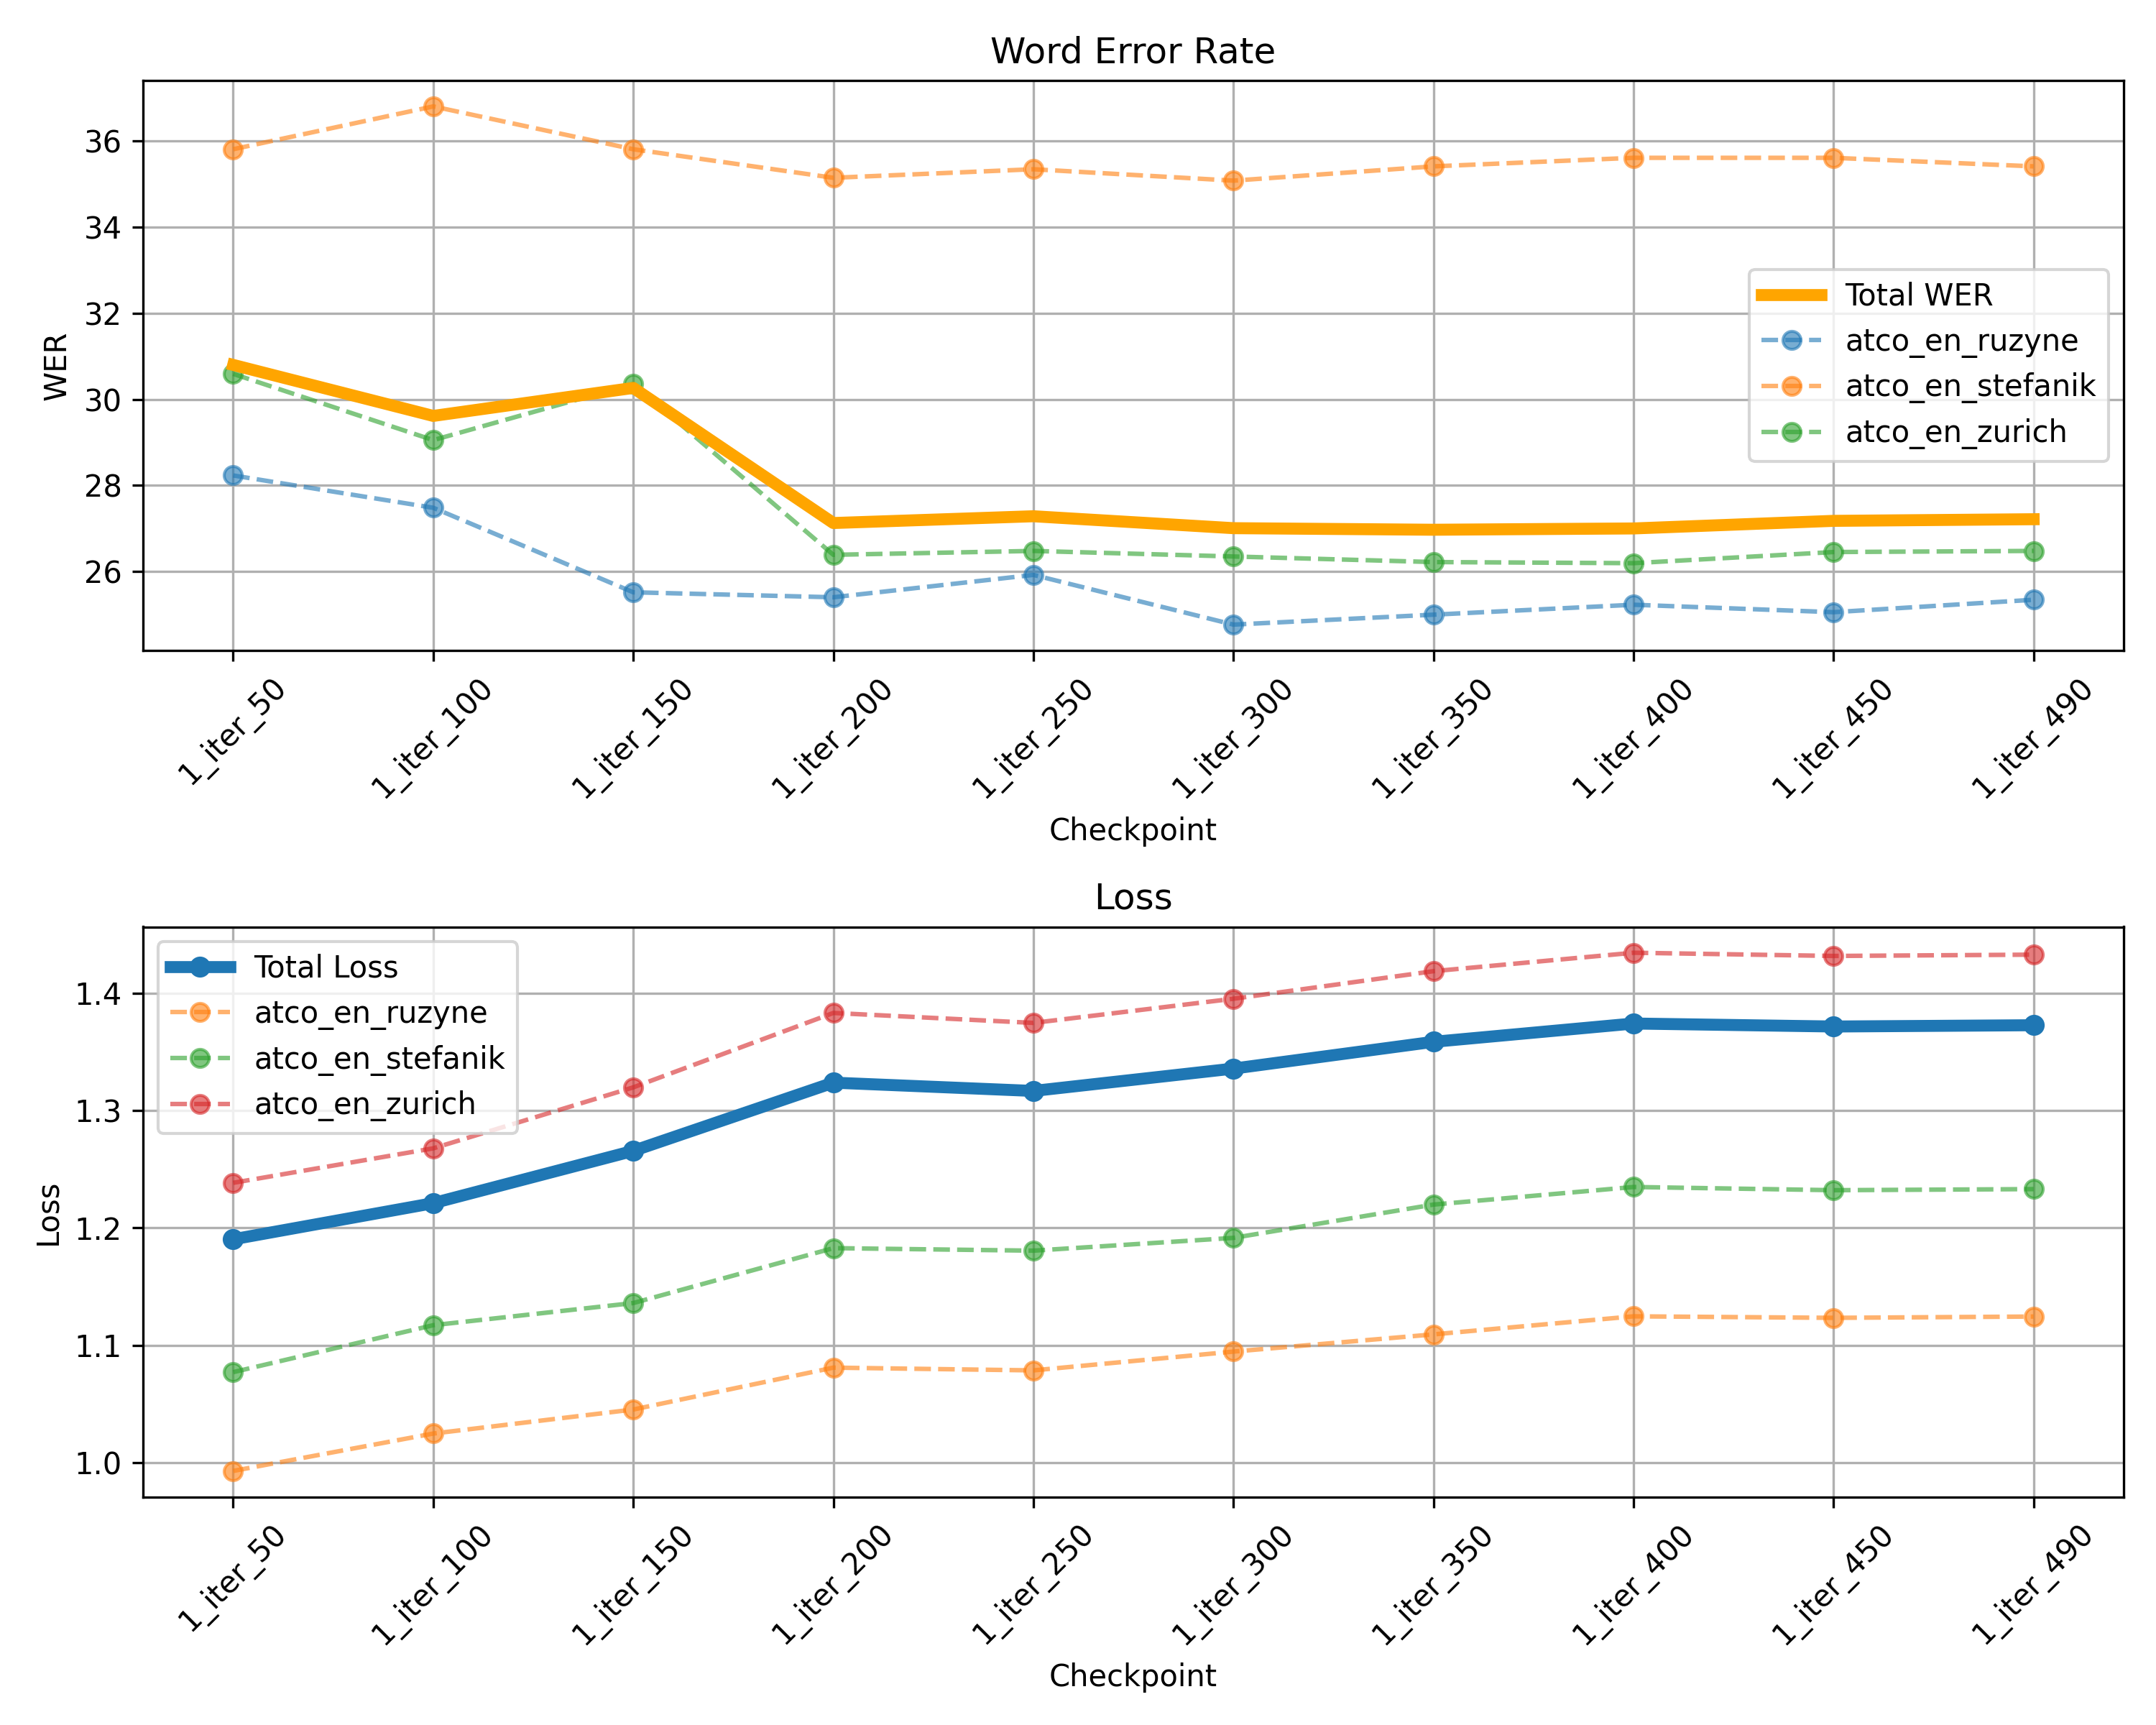 Word Error Rate
WER
36
34
32
30
28
26
Total WER
atco_en_ruzyne
atco_en_stefanik
atco_en_zurich
1_iter_50
1_iter_100
1_iter_150
1_iter_200
1_iter_250
1_iter_300
1_iter_350
1_iter_400
1_iter_450
1_iter_490
Checkpoint
Loss
Loss
1.4
1.3
1.2
1.1
1.0
Total Loss
atco_en_ruzyne
atco_en_stefanik
atco_en_zurich
1_iter_50
1_iter_100
1_iter_150
1_iter_200
1_iter_250
1_iter_300
1_iter_350
1_iter_400
1_iter_450
1_iter_490
Checkpoint